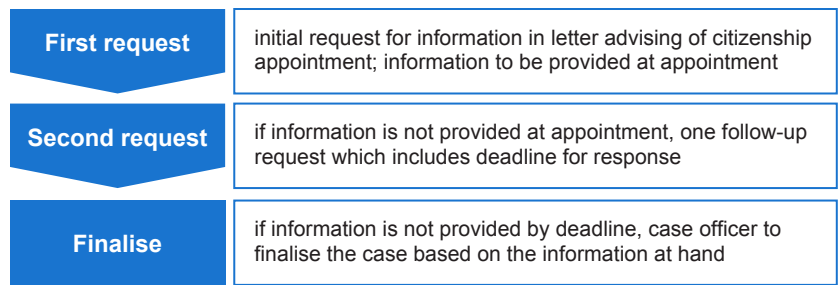 First request
initial request for information in letter advising of citizenship
appointment; information to be provided at appointment
Second request
if information is not provided at appointment, one follow-up
request which includes deadline for response
Finalise
if information is not provided by deadline, case officer to
finalise the case based on the information at hand